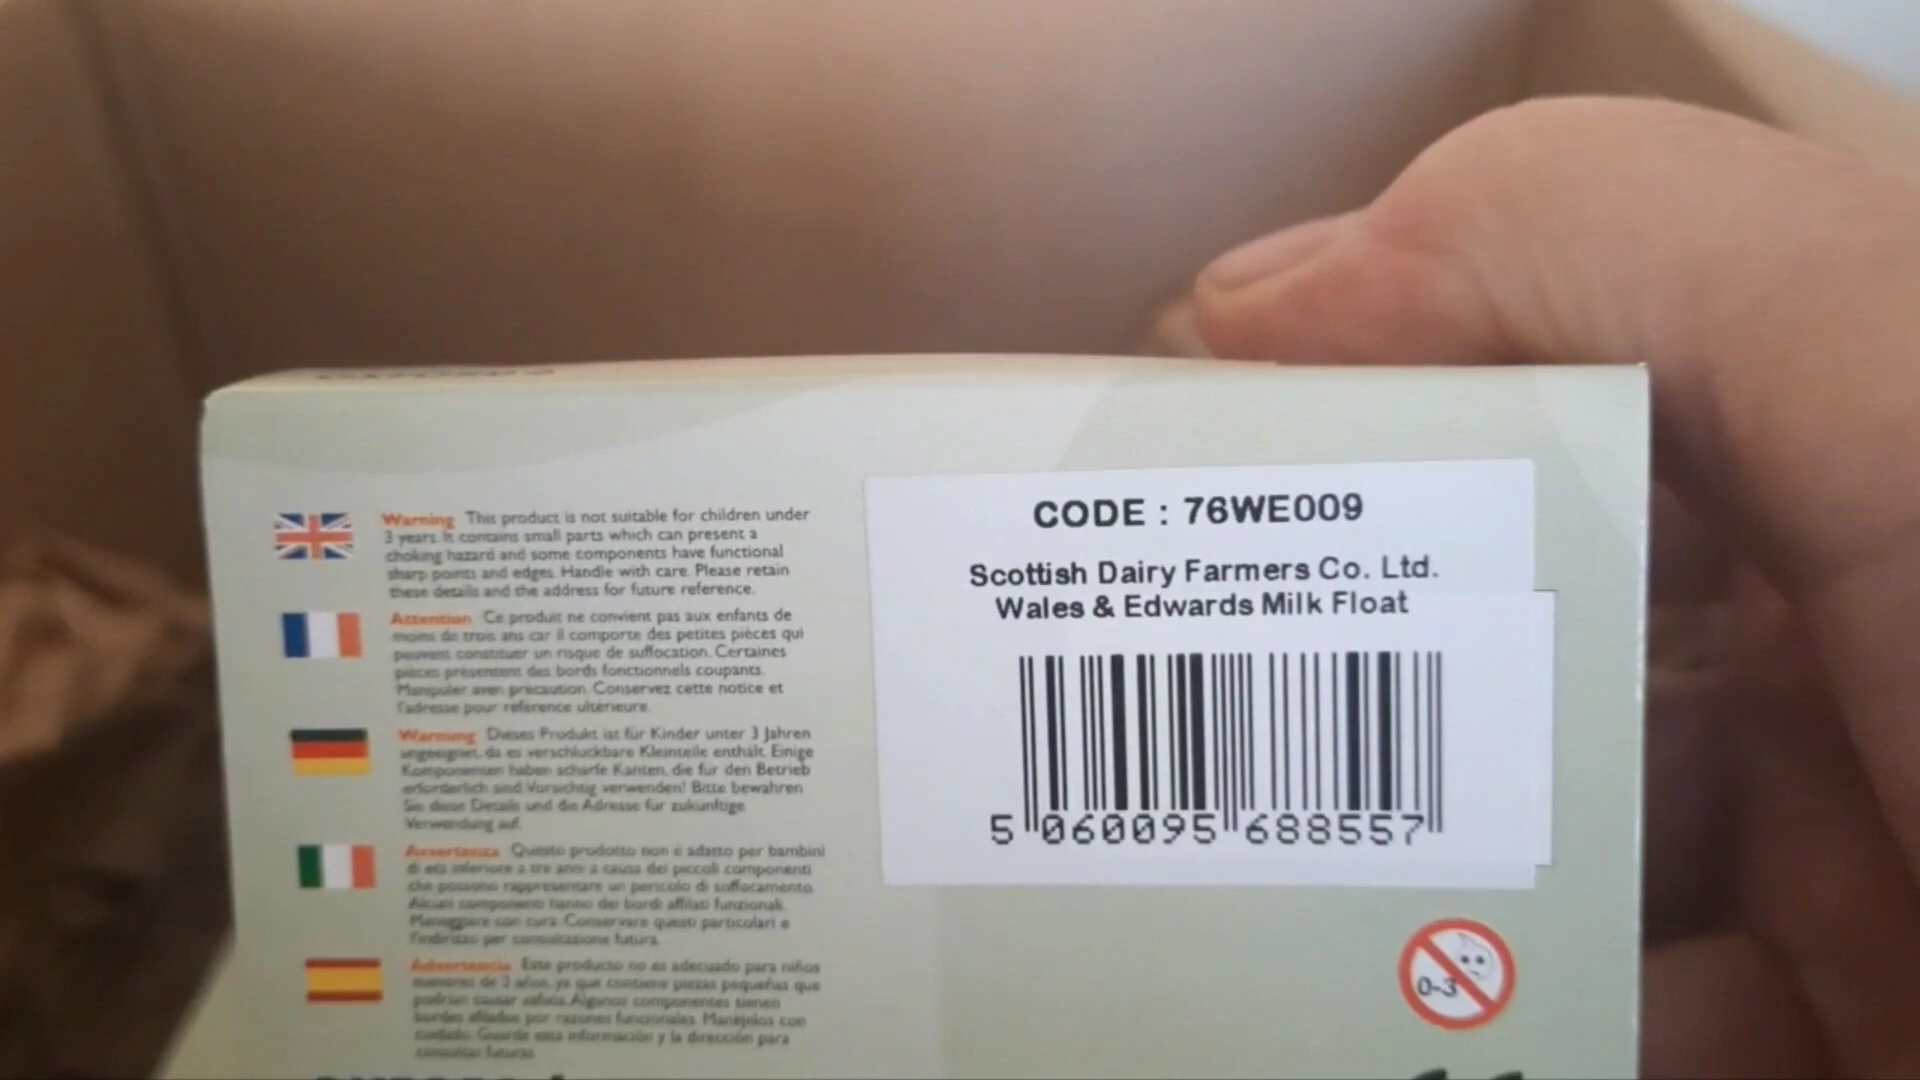 Warning This product is not suitable for children under
3 years. It contains small parts which can present a
choking hazard and some components have functional
sharp points and edges. Handle with care. Please retain
these details and the address for future reference.
Attention Ce produit ne convient pas aux enfants de
moins de trois ans car il comporte des petites pièces qui
peuvent constituer un risque de suffocation. Certaines
pièces présentent des bords fonctionnels coupants.
Manipuler aven précaution. Conservez cette notice et
l'adresse pour référence ultérieure.
Warnung Dieses Produkt ist für Kinder unter 3 Jahren
ungeeignet, da es verschluckbare Kleinteile enthält. Einige
Komponenten haben scharfe Kanten, die für den Betrieb
erforderlich sind. Vorsichtig verwenden! Bitte bewahren
Sie diese Details und die Adresse für zukünftige
Verwendung auf.
Avvertenza Questo prodotto non è adatto per bambini
di età inferiore a tre anni a causa dei piccoli componenti
che possono rappresentare un pericolo di soffocamento.
Alcuni componenti hanno dei bordi affilati funzionali.
Maneggiare con cura. Conservare questi particolari e
l'indirizzo per consultazione futura.
Advertencia Este producto no es adecuado para niños
menores de 3 años, ya que contiene piezas pequeñas que
podrían causar asfixia. Algunos componentes tienen
bordes afilados por razones funcionales. Manéjelos con
cuidado. Guarde esta información y la dirección para
consultas futuras.
CODE : 76WE009
Scottish Dairy Farmers Co. Ltd.
Wales & Edwards Milk Float
5 060095 688557
0-3